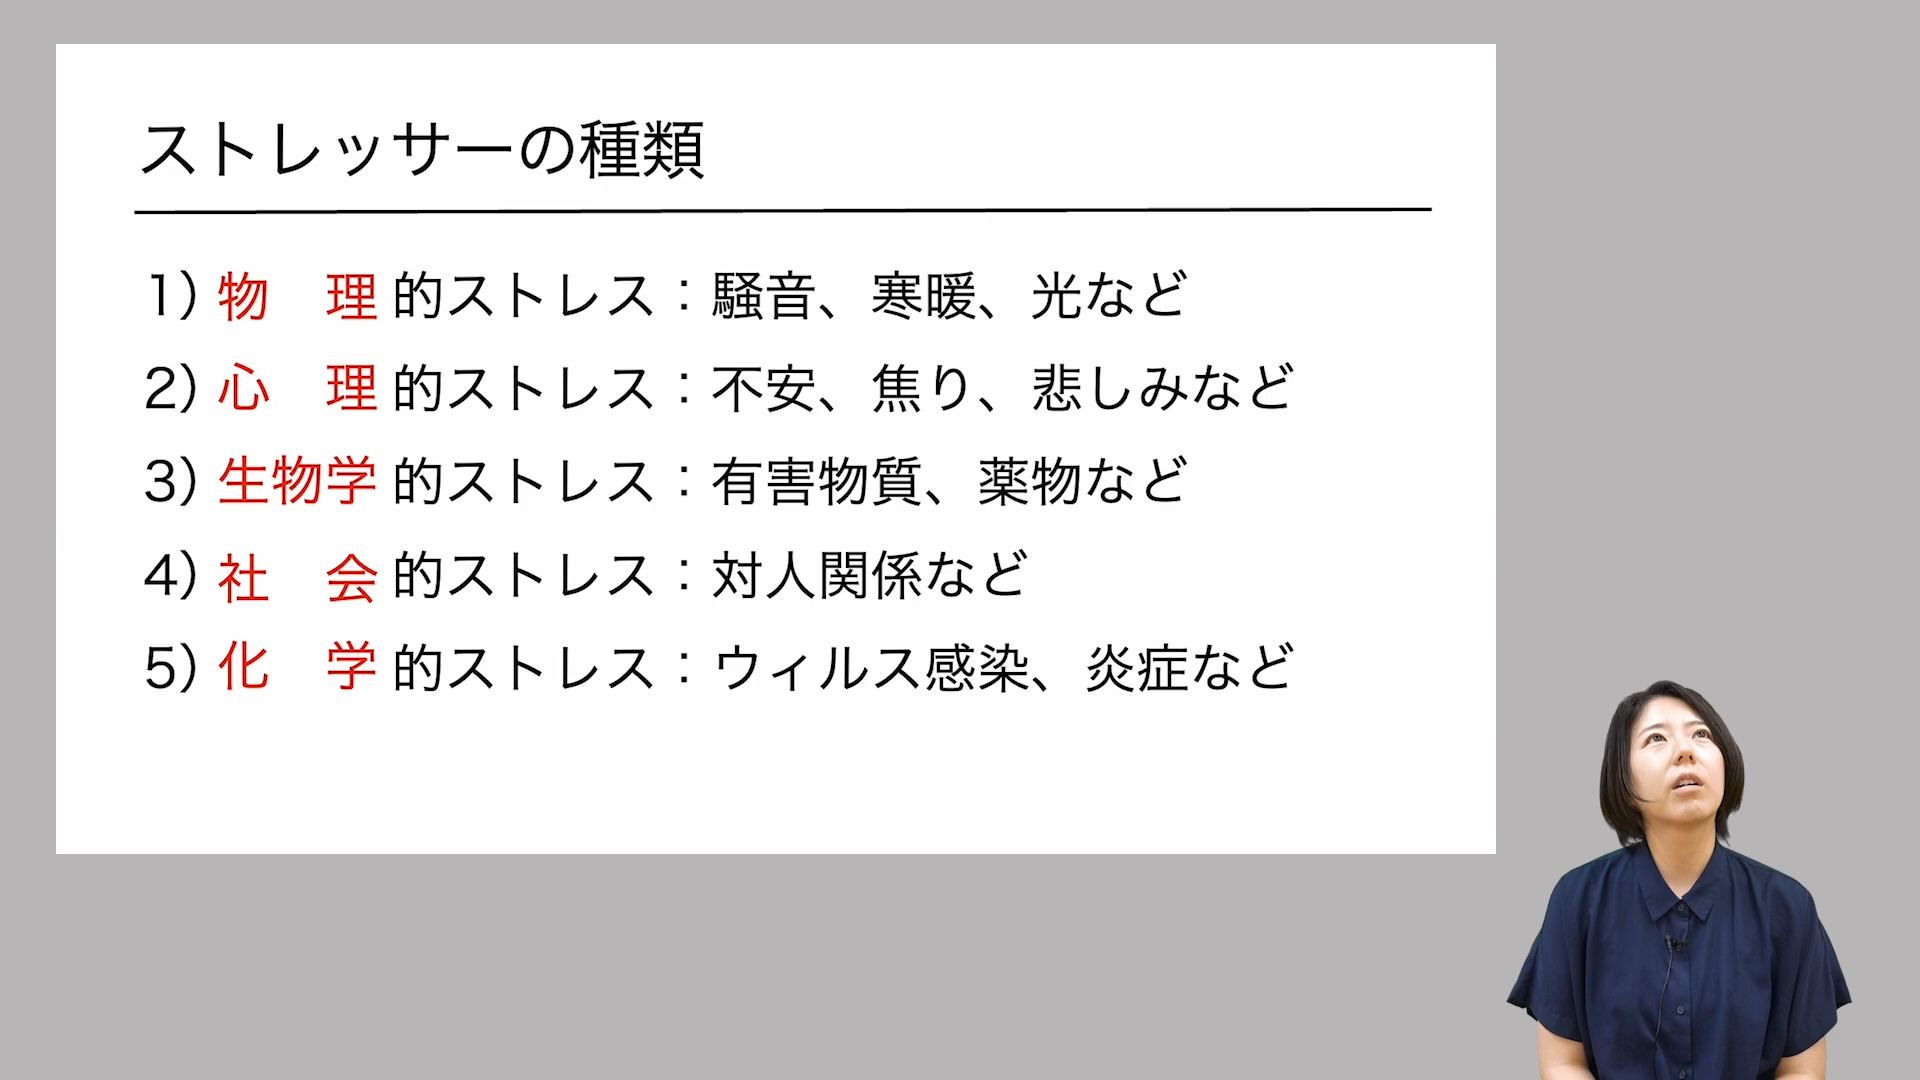 ストレッサーの種類
1) 物　理 的ストレス：騒音、寒暖、光など
2) 心　理 的ストレス：不安、焦り、悲しみなど
3) 生物学 的ストレス：有害物質、薬物など
4) 社　会 的ストレス：対人関係など
5) 化　学 的ストレス：ウィルス感染、炎症など